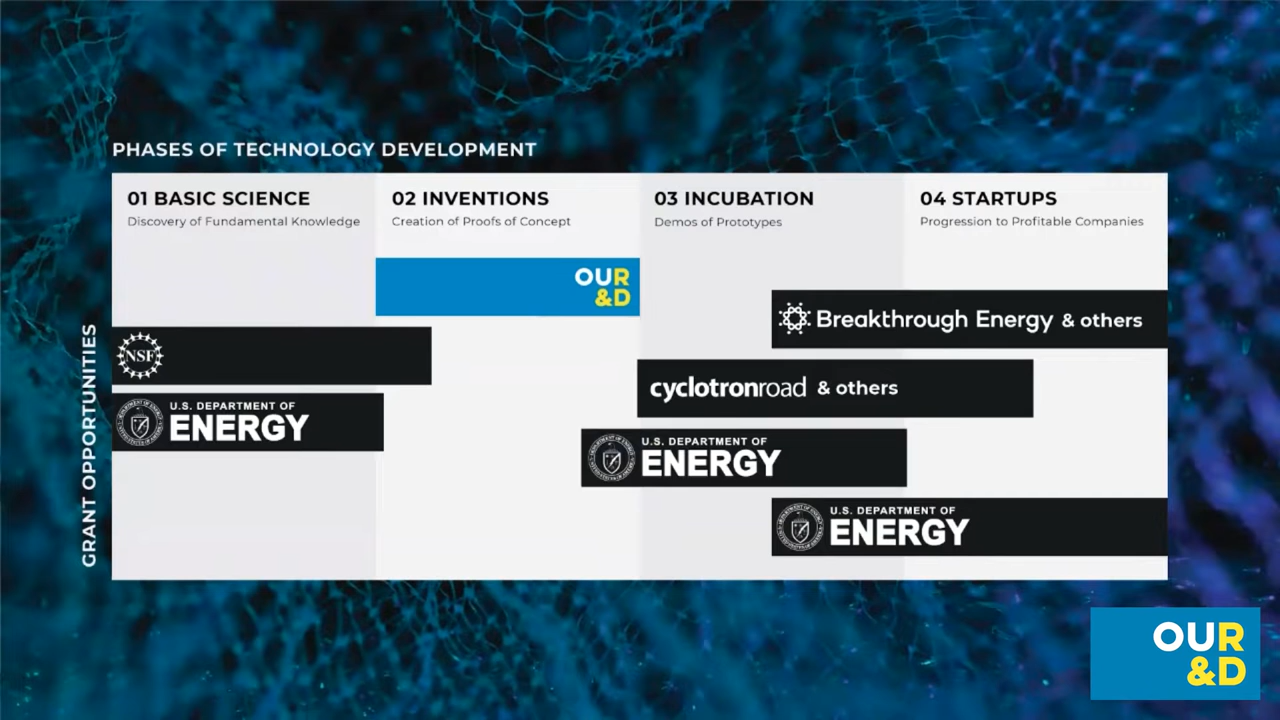 PHASES OF TECHNOLOGY DEVELOPMENT
01 BASIC SCIENCE
Discovery of Fundamental Knowledge
02 INVENTIONS
Creation of Proofs of Concept
03 INCUBATION
Demos of Prototypes
04 STARTUPS
Progression to Profitable Companies
GRANT OPPORTUNITIES
OUR
&D
Breakthrough Energy & others
NSF
cyclotronroad & others
U.S. DEPARTMENT OF
ENERGY
U.S. DEPARTMENT OF
ENERGY
U.S. DEPARTMENT OF
ENERGY
OUR
&D